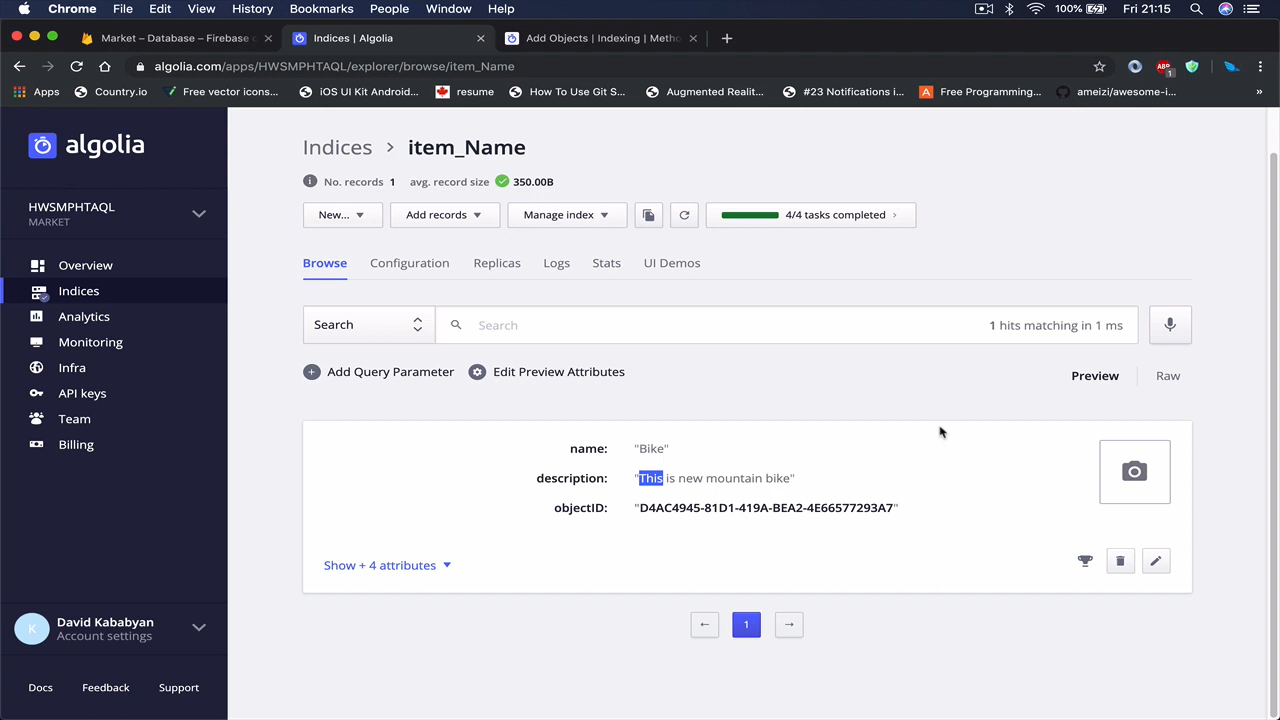 Chrome File Edit View History Bookmarks People Window Help 100% Fri 21:15
Market – Database – Firebase c
Indices | Algolia
Add Objects | Indexing | Metho
algolia.com/apps/HWSMPHTAQL/explorer/browse/item_Name
Apps Country.io Free vector icons... iOS UI Kit Android... resume How To Use Git S... Augmented Realit... #23 Notifications i... Free Programming... ameizi/awesome-i... »
algolia
HWSMPHTAQL
MARKET
Overview
Indices
Analytics
Monitoring
Infra
API keys
Team
Billing
K
David Kababyan
Account settings
Docs Feedback Support
Indices > item_Name
No. records 1 avg. record size 350.00B
New... Add records Manage index 4/4 tasks completed
Browse Configuration Replicas Logs Stats UI Demos
Search Search 1 hits matching in 1 ms
Add Query Parameter Edit Preview Attributes
Preview Raw
name: "Bike"
description: "This is new mountain bike"
objectID: "D4AC4945-81D1-419A-BEA2-4E66577293A7"
Show + 4 attributes
← 1 →